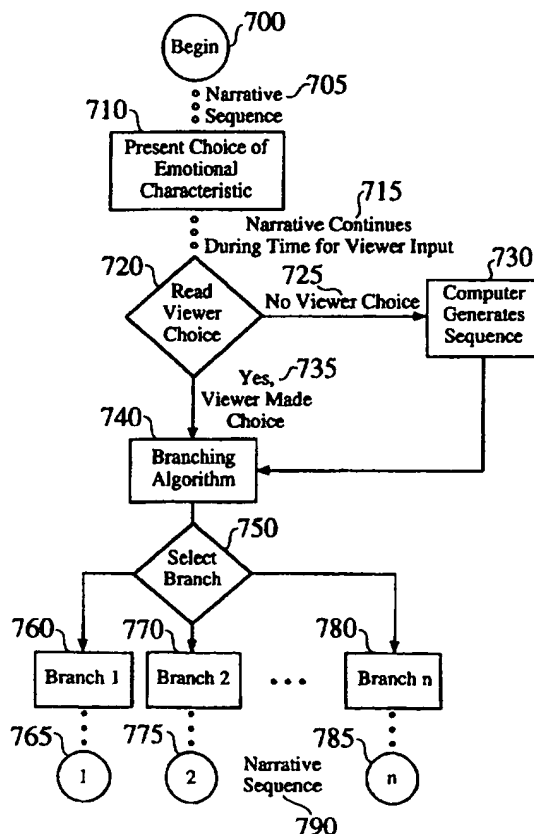 700
Begin
Narrative 705
Sequence
710
Present Choice of
Emotional
Characteristic
715
Narrative Continues
During Time for Viewer Input
720
Read
Viewer
Choice
725
No Viewer Choice
730
Computer
Generates
Sequence
735
Yes,
Viewer Made
Choice
740
Branching
Algorithm
750
Select
Branch
760
Branch 1
770
Branch 2
...
780
Branch n
765
1
775
2
Narrative
Sequence
790
785
n